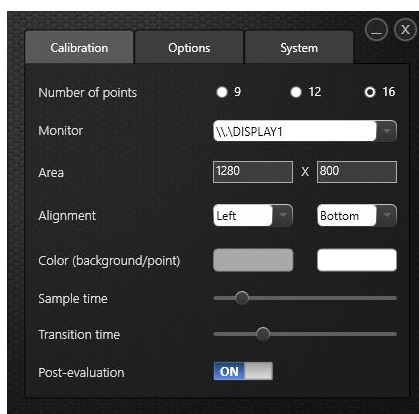 Calibration Options System
Number of points 9 12 16
Monitor \\.\DISPLAY1
Area 1280 X 800
Alignment Left Bottom
Color (background/point)
Sample time
Transition time
Post-evaluation ON